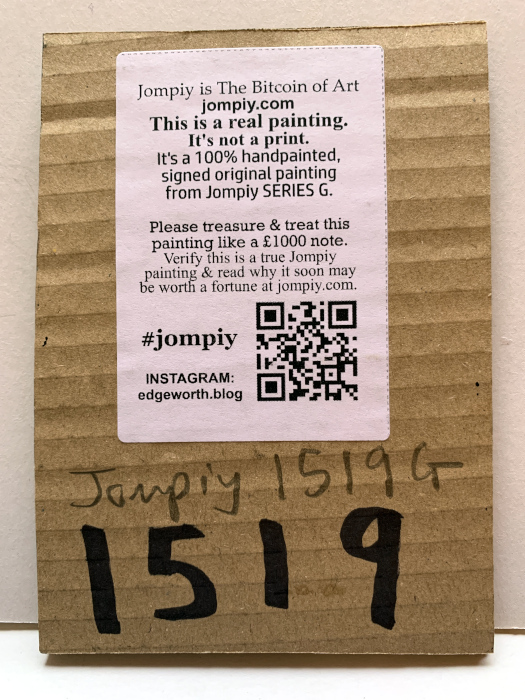 Jompiy is The Bitcoin of Art
jompiy.com
This is a real painting.
It's not a print.
It's a 100% handpainted,
signed original painting
from Jompiy SERIES G.
Please treasure & treat this
painting like a £1000 note.
Verify this is a true Jompiy
painting & read why it soon may
be worth a fortune at jompiy.com.
#jompiy
INSTAGRAM:
edgeworth.blog
Jompiy 1519G
1519